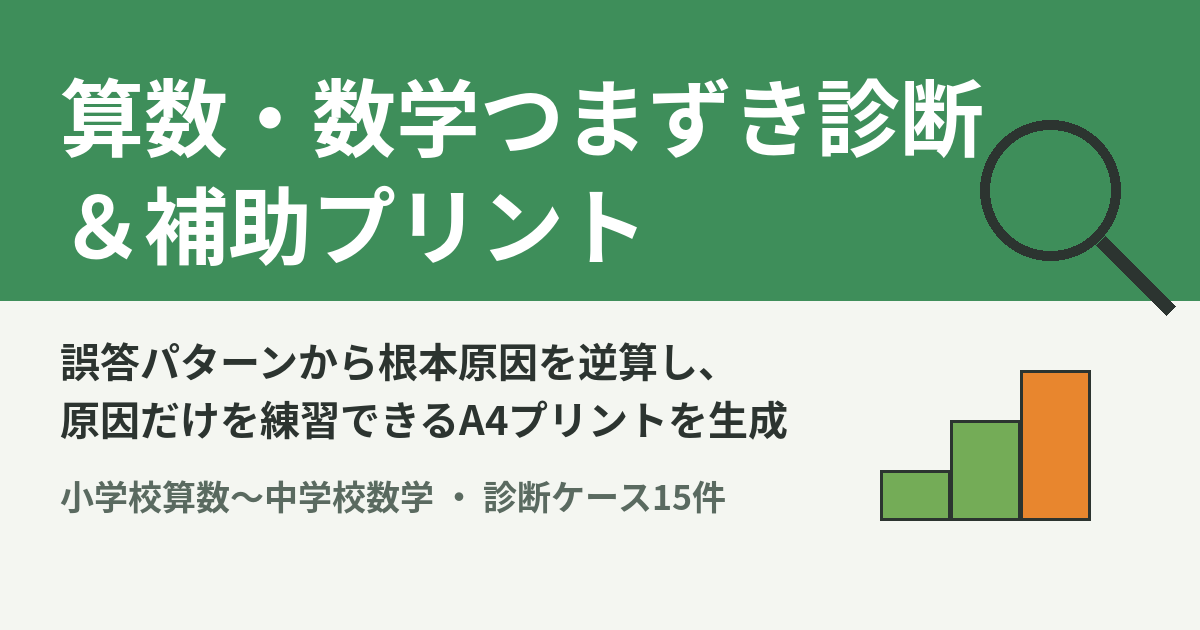 算数・数学つまずき診断
＆補助プリント
誤答パターンから根本原因を逆算し、
原因だけを練習できるA4プリントを生成
小学校算数〜中学校数学 ・ 診断ケース15件